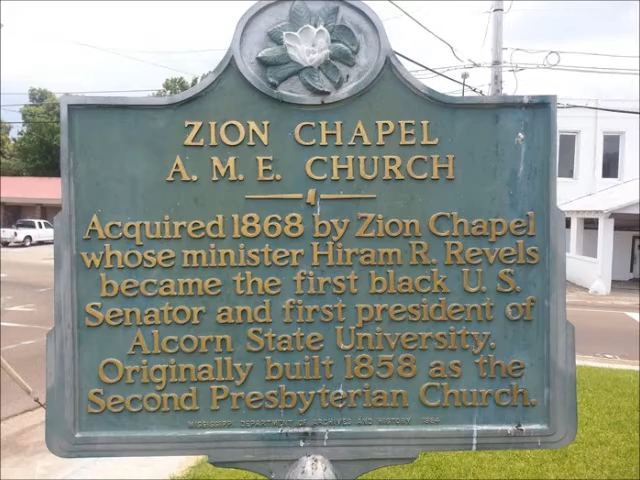 ZION CHAPEL
A. M. E. CHURCH
Acquired 1868 by Zion Chapel
whose minister Hiram R. Revels
became the first black U. S.
Senator and first president of
Alcorn State University.
Originally built 1858 as the
Second Presbyterian Church.
MISSISSIPPI DEPARTMENT OF ARCHIVES AND HISTORY